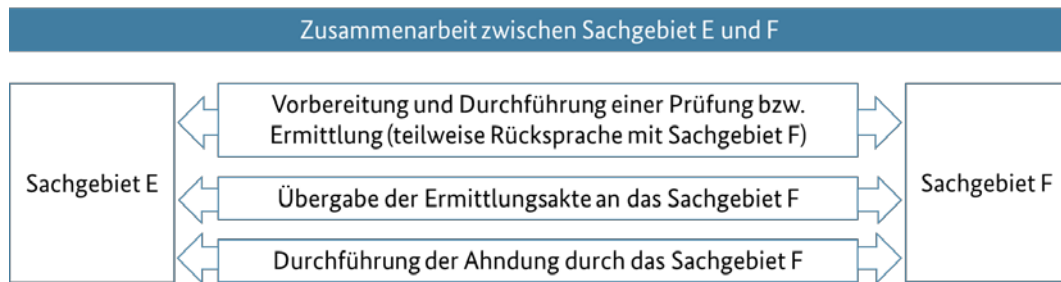 Zusammenarbeit zwischen Sachgebiet E und F
Vorbereitung und Durchführung einer Prüfung bzw.
Ermittlung (teilweise Rücksprache mit Sachgebiet F)
Sachgebiet E
Sachgebiet F
Übergabe der Ermittlungsakte an das Sachgebiet F
Durchführung der Ahndung durch das Sachgebiet F